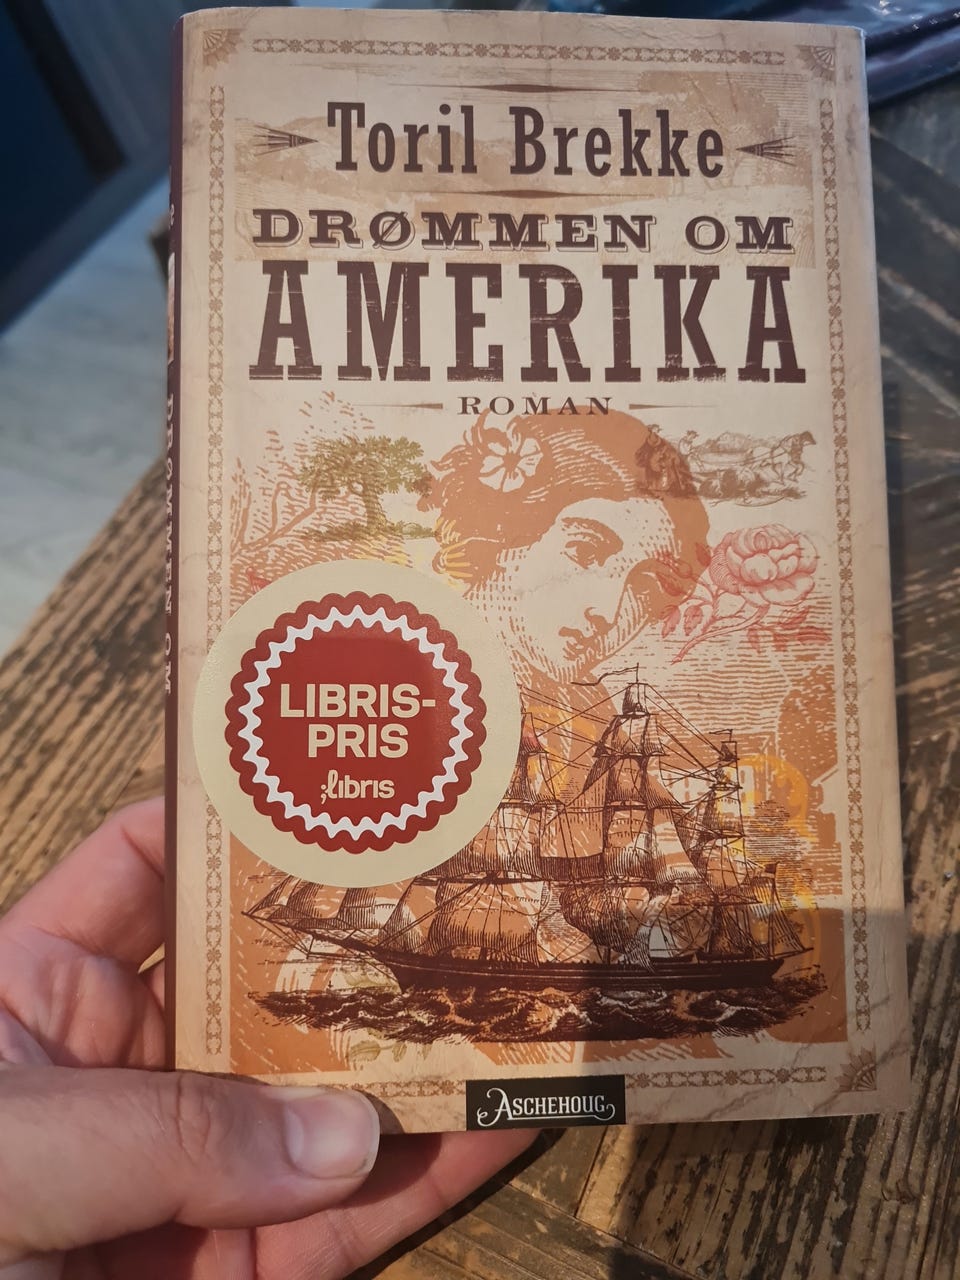 Toril Brekke
DRØMMEN OM
AMERIKA
ROMAN
LIBRIS-
PRIS
;libris
ASCHEHOUG
DRØMMEN OM